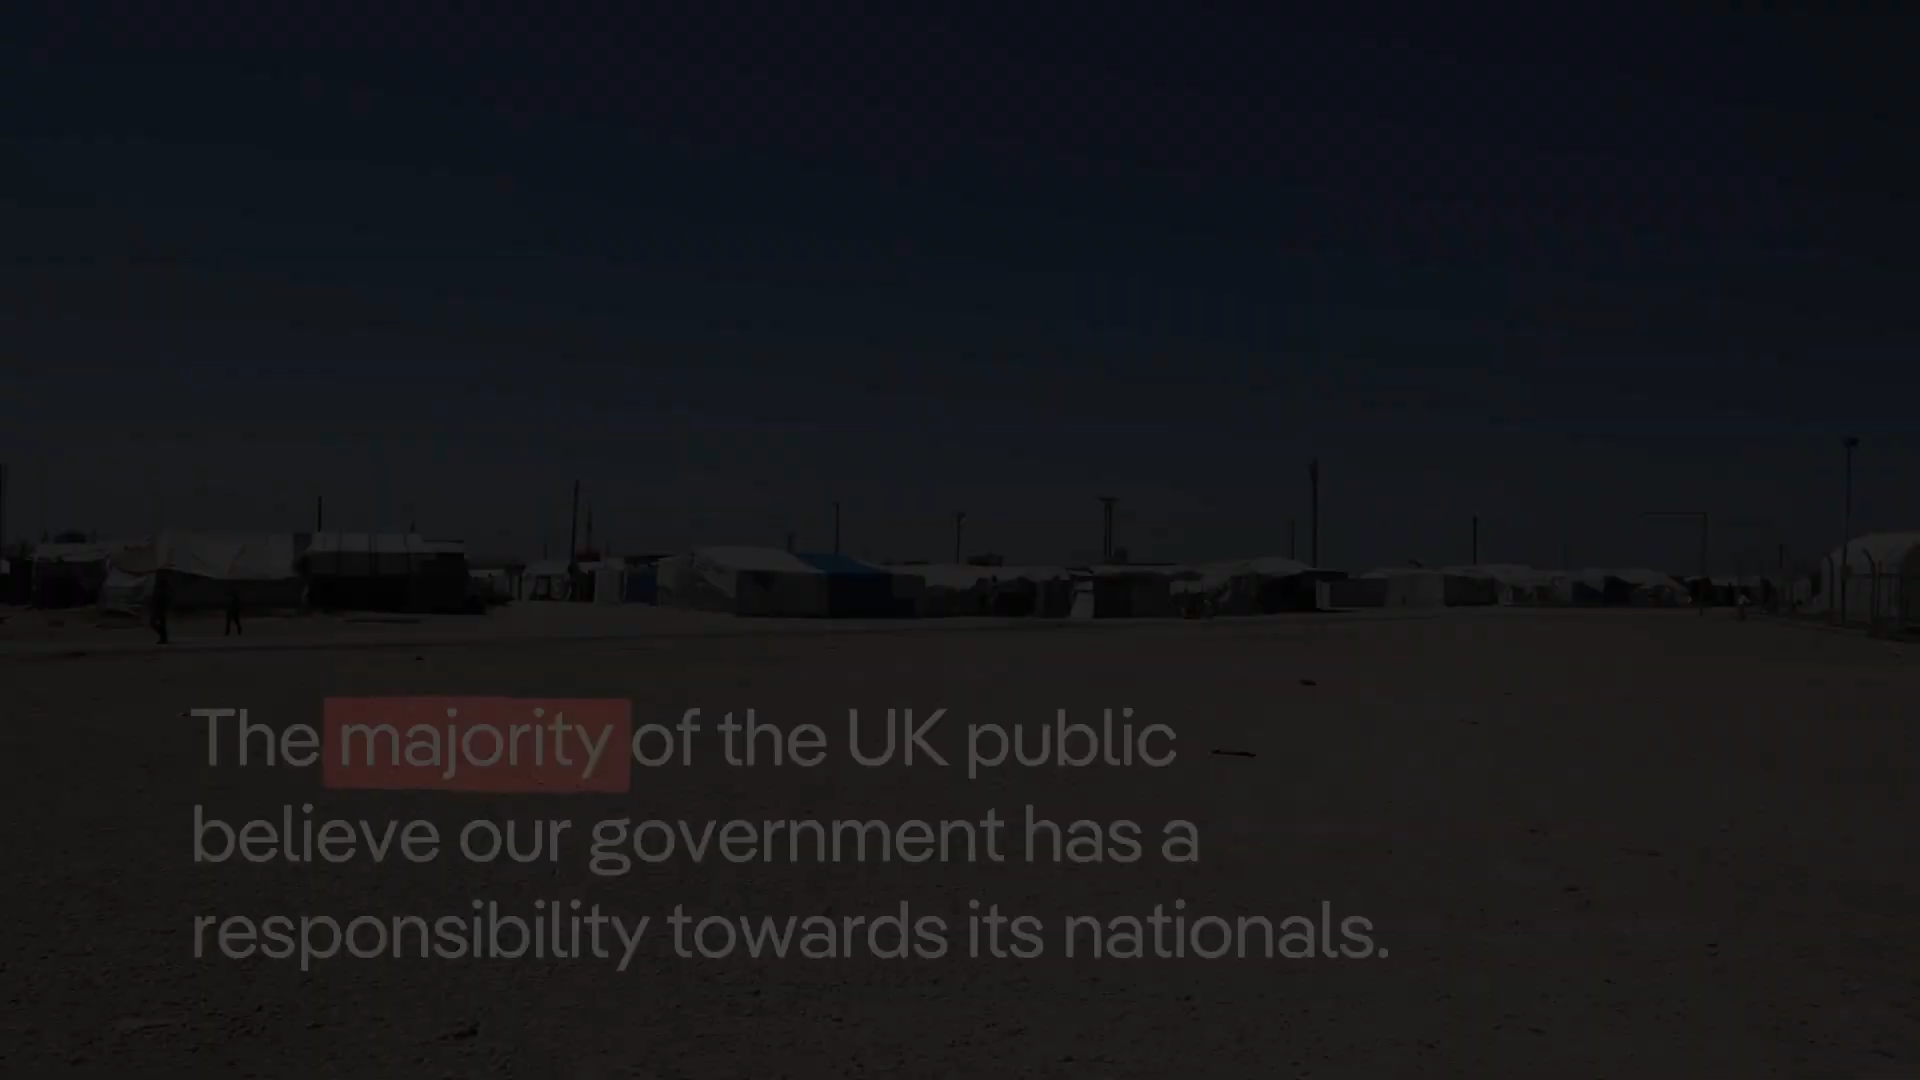 The majority of the UK public
believe our government has a
responsibility towards its nationals.